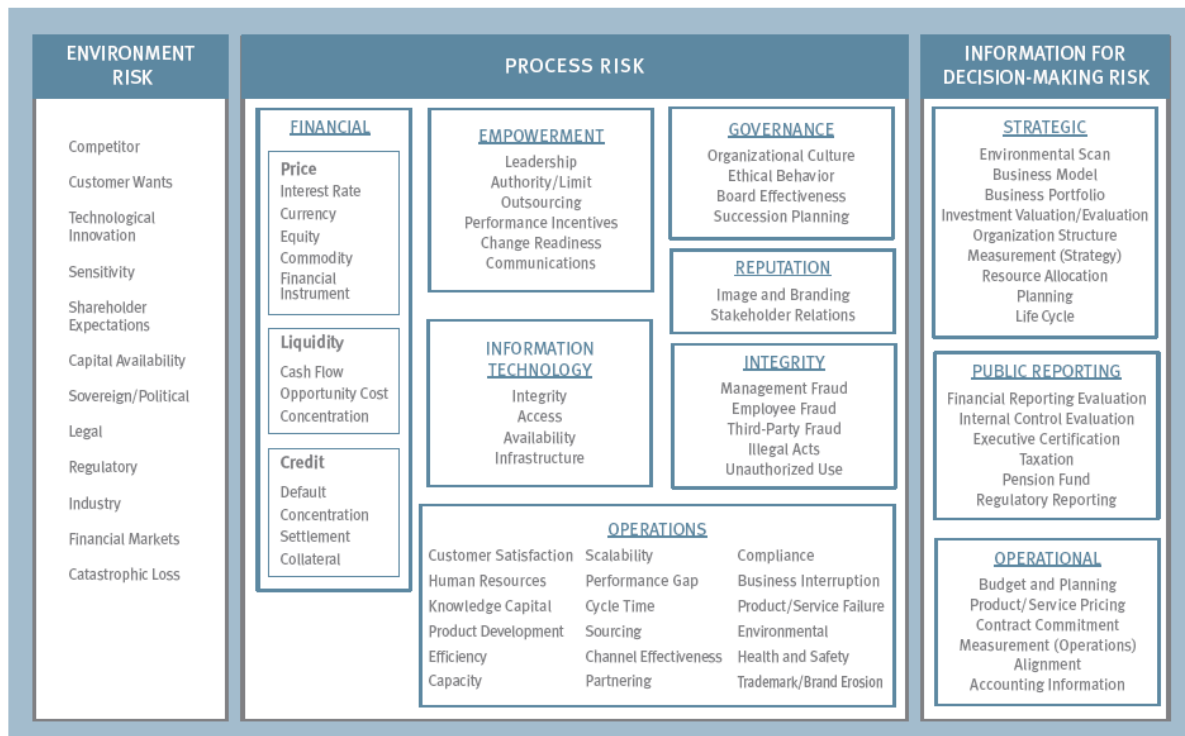 ENVIRONMENT
RISK
Competitor
Customer Wants
Technological
Innovation
Sensitivity
Shareholder
Expectations
Capital Availability
Sovereign/Political
Legal
Regulatory
Industry
Financial Markets
Catastrophic Loss
PROCESS RISK
FINANCIAL
Price
Interest Rate
Currency
Equity
Commodity
Financial
Instrument
Liquidity
Cash Flow
Opportunity Cost
Concentration
Credit
Default
Concentration
Settlement
Collateral
EMPOWERMENT
Leadership
Authority/Limit
Outsourcing
Performance Incentives
Change Readiness
Communications
INFORMATION
TECHNOLOGY
Integrity
Access
Availability
Infrastructure
GOVERNANCE
Organizational Culture
Ethical Behavior
Board Effectiveness
Succession Planning
REPUTATION
Image and Branding
Stakeholder Relations
INTEGRITY
Management Fraud
Employee Fraud
Third-Party Fraud
Illegal Acts
Unauthorized Use
OPERATIONS
Customer Satisfaction
Human Resources
Knowledge Capital
Product Development
Efficiency
Capacity
Scalability
Performance Gap
Cycle Time
Sourcing
Channel Effectiveness
Partnering
Compliance
Business Interruption
Product/Service Failure
Environmental
Health and Safety
Trademark/Brand Erosion
INFORMATION FOR
DECISION-MAKING RISK
STRATEGIC
Environmental Scan
Business Model
Business Portfolio
Investment Valuation/Evaluation
Organization Structure
Measurement (Strategy)
Resource Allocation
Planning
Life Cycle
PUBLIC REPORTING
Financial Reporting Evaluation
Internal Control Evaluation
Executive Certification
Taxation
Pension Fund
Regulatory Reporting
OPERATIONAL
Budget and Planning
Product/Service Pricing
Contract Commitment
Measurement (Operations)
Alignment
Accounting Information